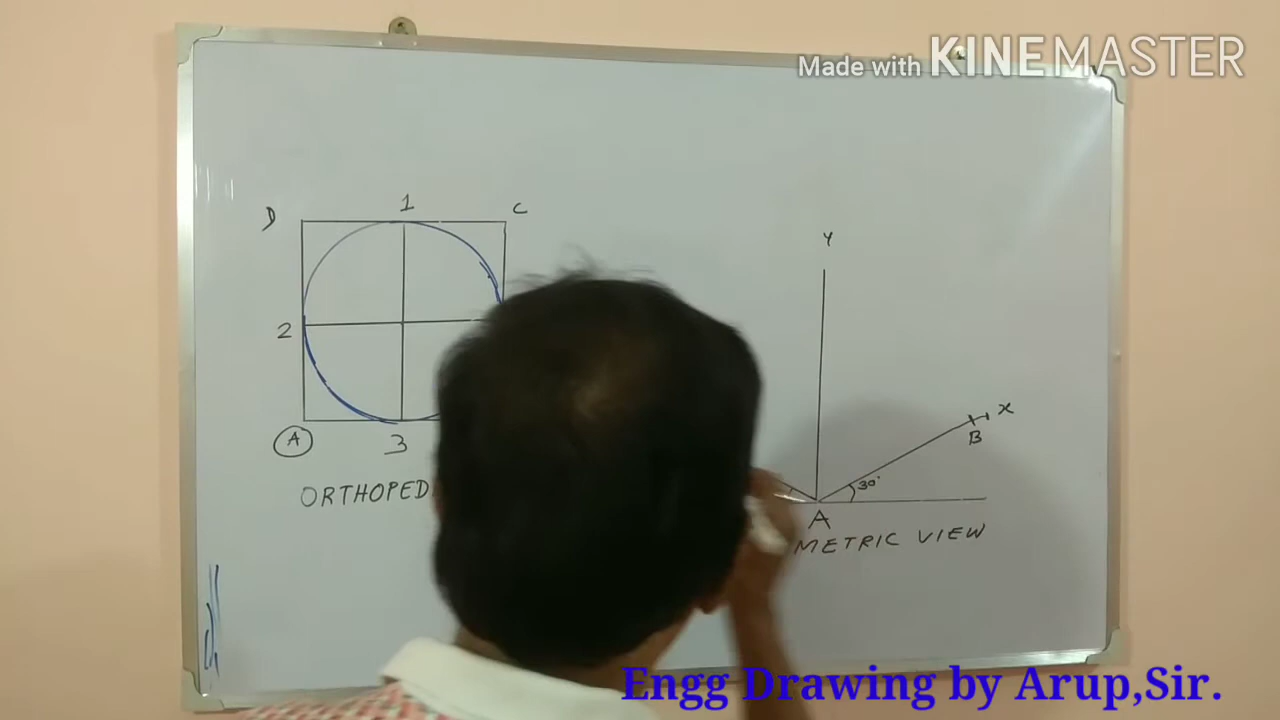 Made with KINEMASTER
D 1 C
Y
2
X
B
30°
A 3
A
ORTHOPED
METRIC VIEW
Engg Drawing by Arup,Sir.